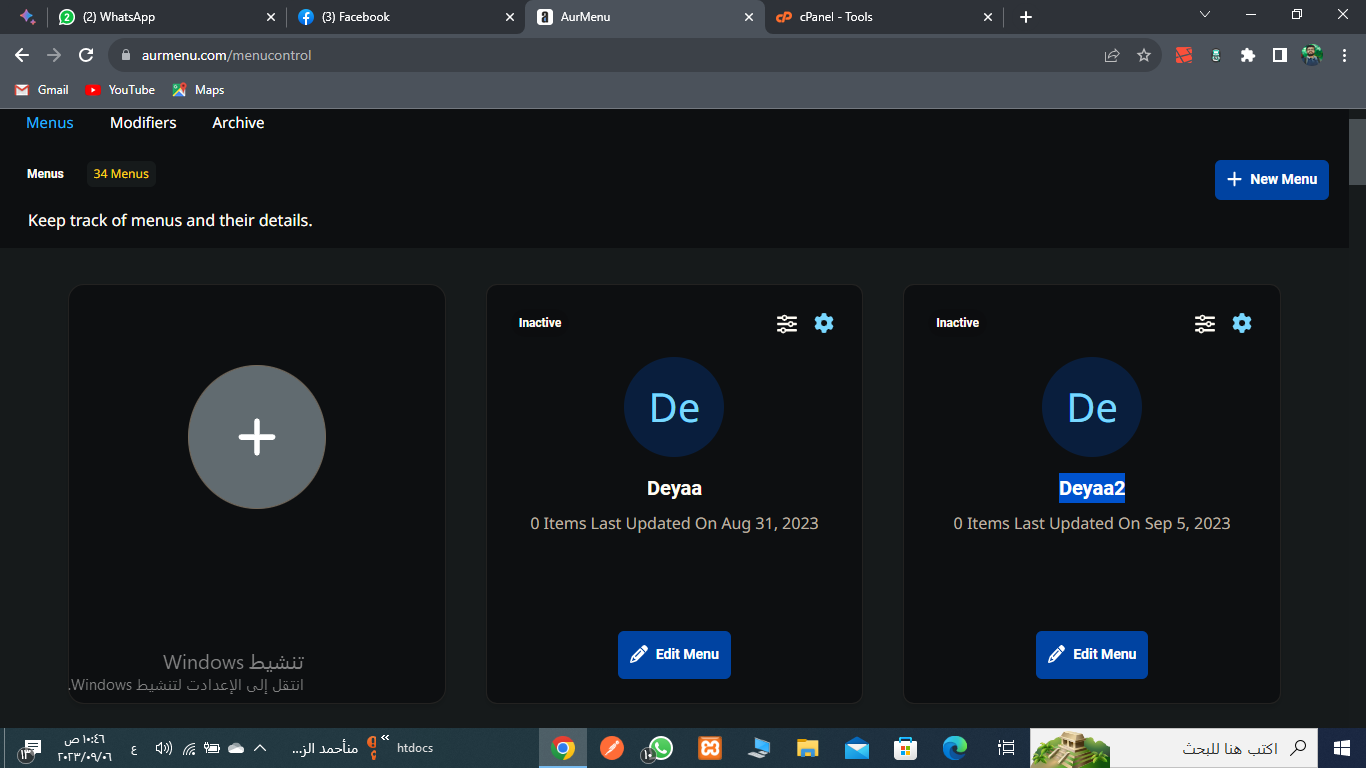 (2) WhatsApp
(3) Facebook
AurMenu
cPanel - Tools
aurmenu.com/menucontrol
Gmail
YouTube
Maps
Menus
Modifiers
Archive
Menus
34 Menus
New Menu
Keep track of menus and their details.
Inactive
De
Deyaa
0 Items Last Updated On Aug 31, 2023
Edit Menu
Inactive
De
Deyaa2
0 Items Last Updated On Sep 5, 2023
Edit Menu
تنشيط Windows
انتقل إلى الإعدادت لتنشيط Windows.
اكتب هنا للبحث
١٠
htdocs
منأحمد الز...
ع
١٠:٤٦ ص
٢٠٢٣/٠٩/٠٦
١٣